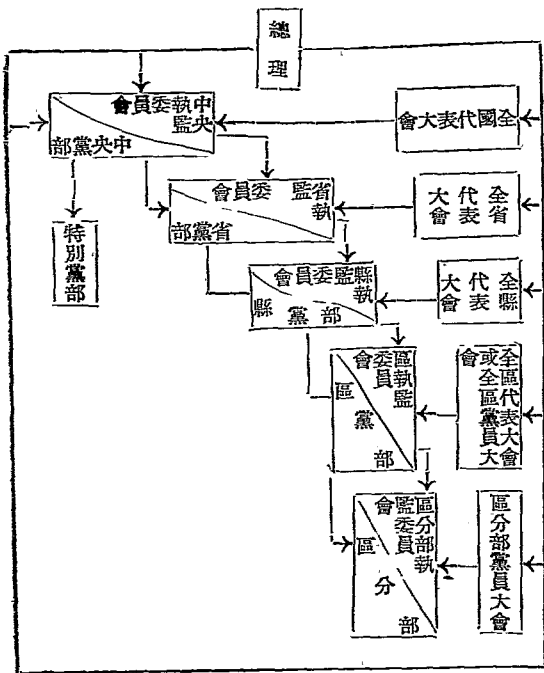 總理
中央執監委員會
中央黨部
全國代表大會
特別黨部
省執監委員會
省黨部
全省代表大會
縣執監委員會
縣黨部
全縣代表大會
區執監委員會
區黨部
全區代表大會
或全區黨員大
會
區分部執
監委員
會
區分部
區分部黨員大會